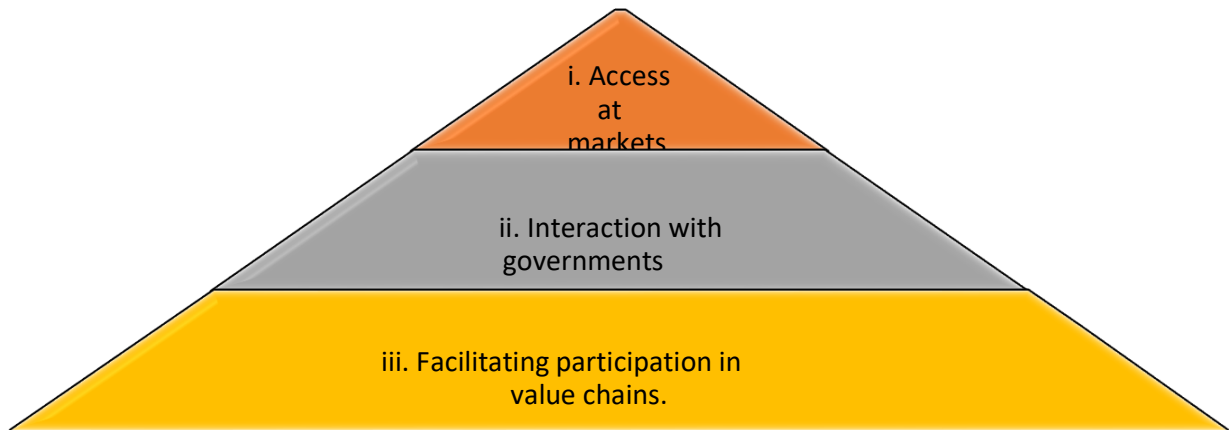 i. Access
at
markets
ii. Interaction with
governments
iii. Facilitating participation in
value chains.